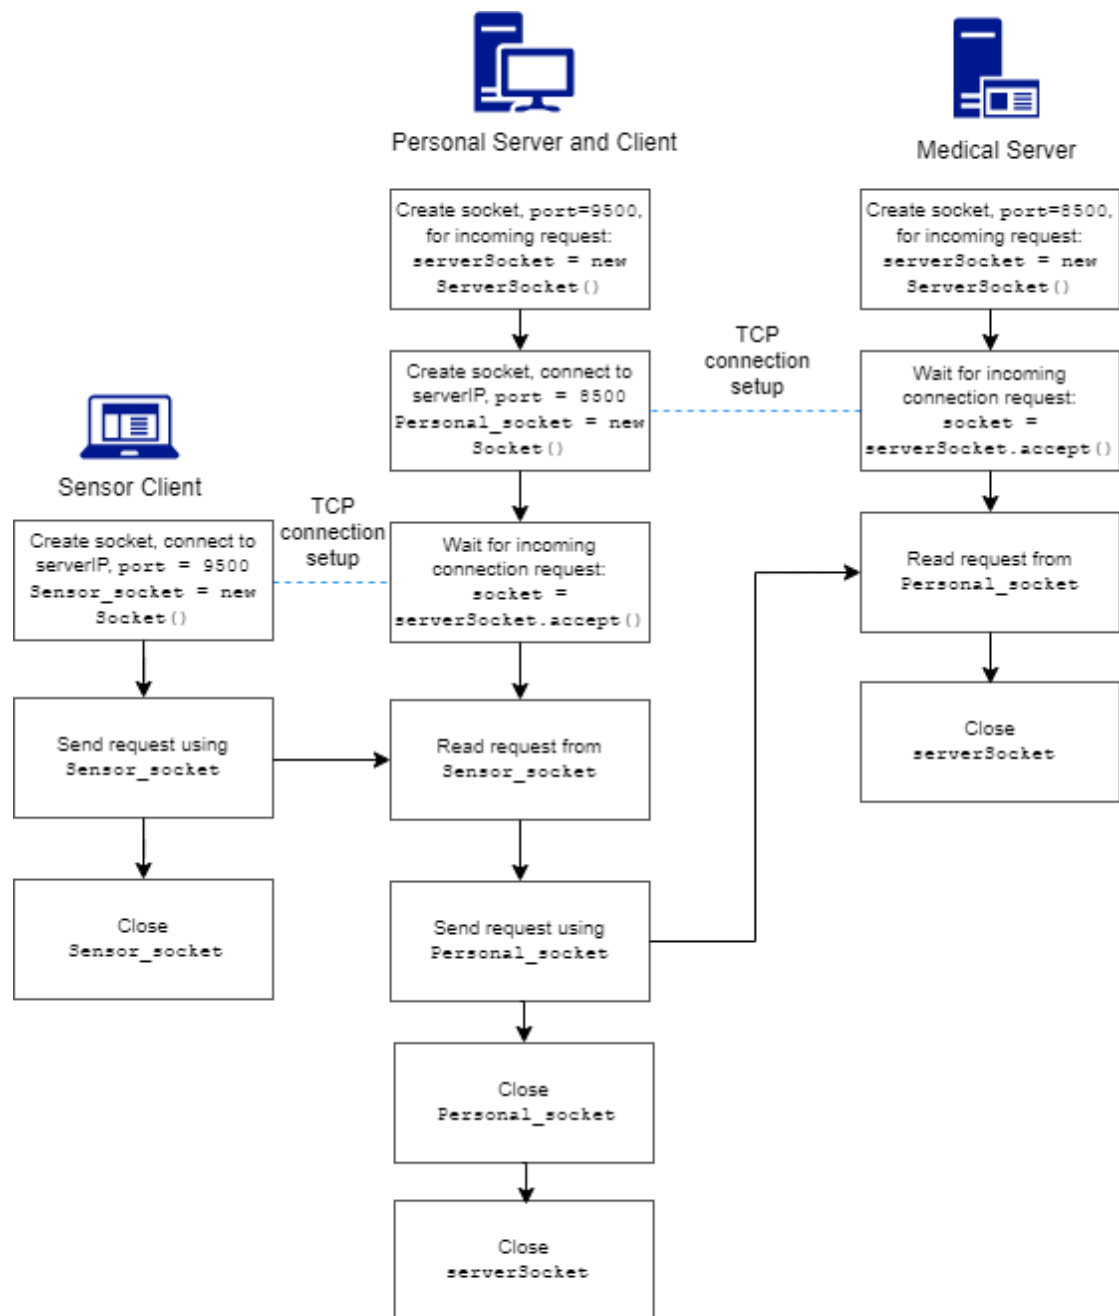 Personal Server and Client
Medical Server
Create socket, port=9500,
for incoming request:
serverSocket = new
ServerSocket()
Create socket, port=8500,
for incoming request:
serverSocket = new
ServerSocket()
TCP
connection
setup
Create socket, connect to
serverIP, port = 8500
Personal_socket = new
Socket()
Wait for incoming
connection request:
socket =
serverSocket.accept()
Sensor Client
TCP
connection
setup
Create socket, connect to
serverIP, port = 9500
Sensor_socket = new
Socket()
Wait for incoming
connection request:
socket =
serverSocket.accept()
Read request from
Personal_socket
Send request using
Sensor_socket
Read request from
Sensor_socket
Close
serverSocket
Close
Sensor_socket
Send request using
Personal_socket
Close
Personal_socket
Close
serverSocket